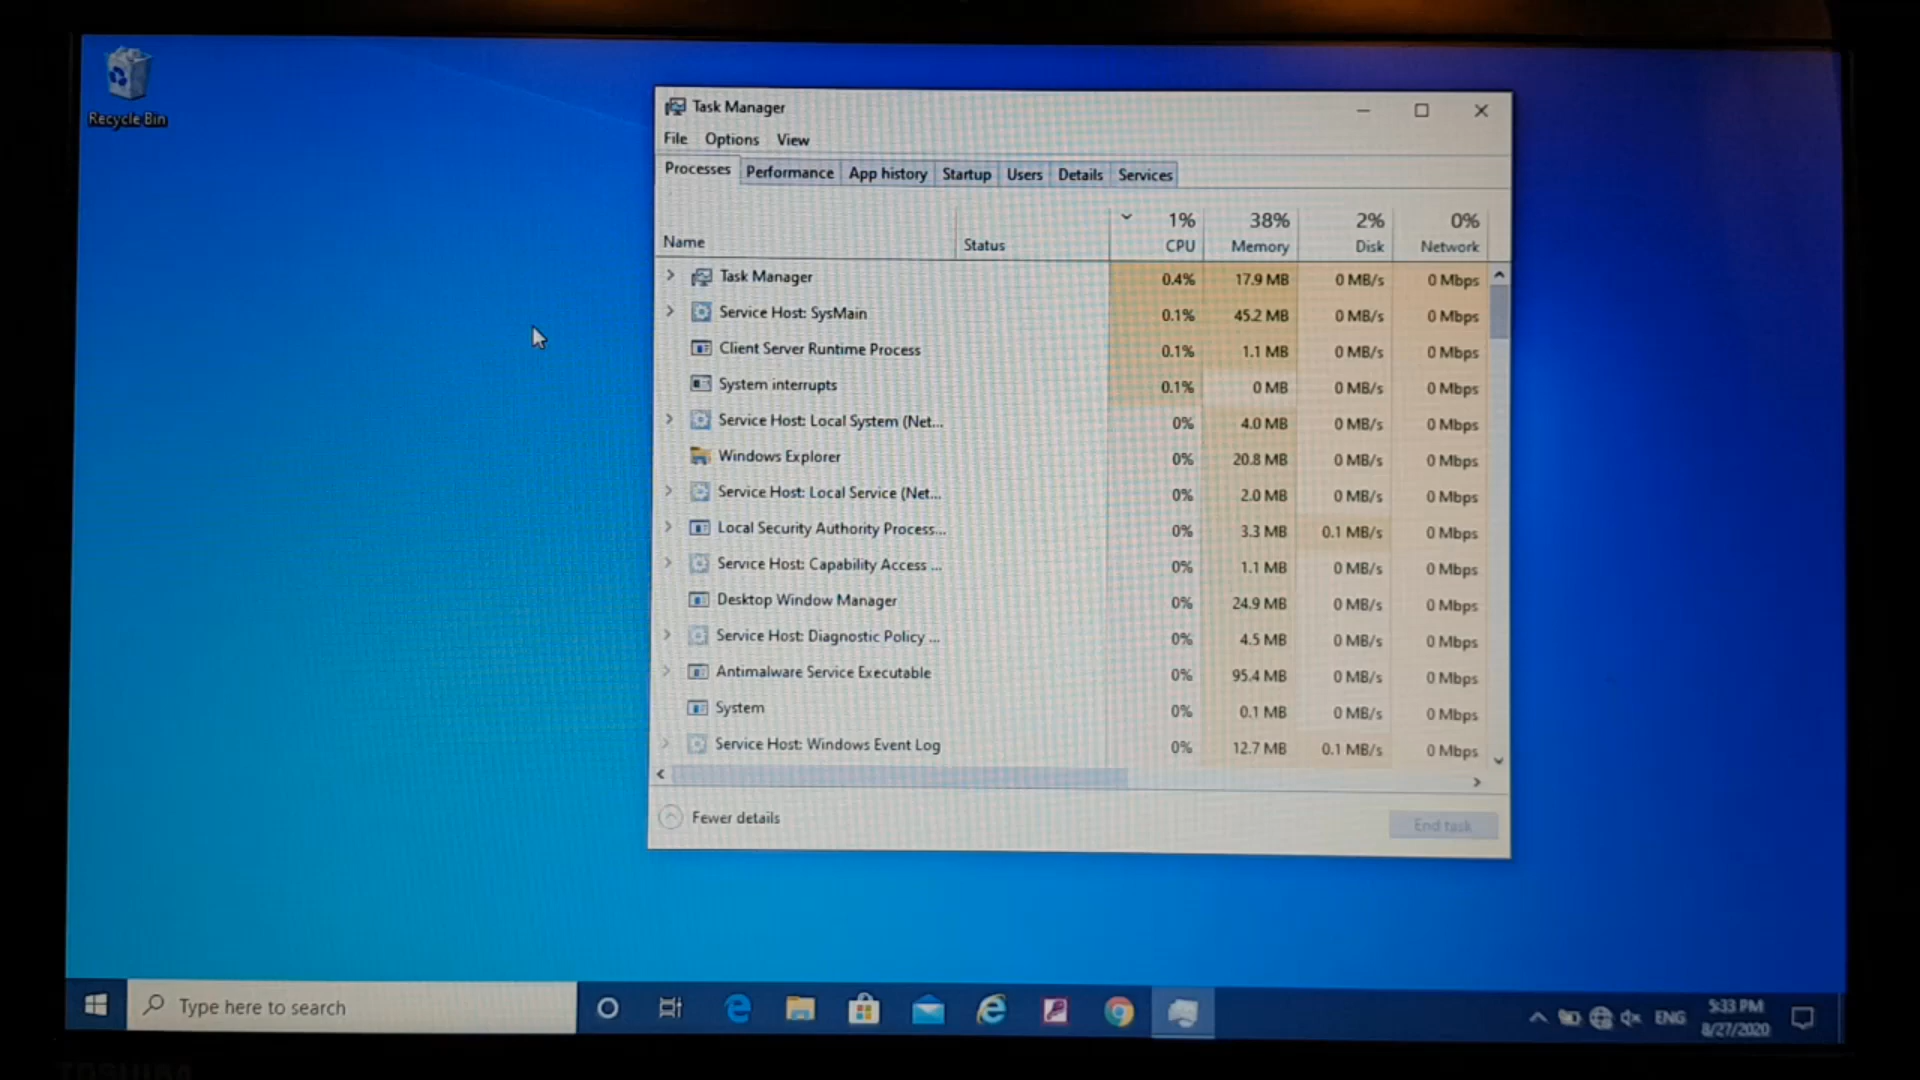 Recycle Bin
Task Manager
File Options View
Processes Performance App history Startup Users Details Services
1% 38% 2% 0%
Name Status CPU Memory Disk Network
Task Manager 0.4% 17.9 MB 0 MB/s 0 Mbps
Service Host: SysMain 0.1% 45.2 MB 0 MB/s 0 Mbps
Client Server Runtime Process 0.1% 1.1 MB 0 MB/s 0 Mbps
System interrupts 0.1% 0 MB 0 MB/s 0 Mbps
Service Host: Local System (Net... 0% 4.0 MB 0 MB/s 0 Mbps
Windows Explorer 0% 20.8 MB 0 MB/s 0 Mbps
Service Host: Local Service (Net... 0% 2.0 MB 0 MB/s 0 Mbps
Local Security Authority Process... 0% 3.3 MB 0.1 MB/s 0 Mbps
Service Host: Capability Access ... 0% 1.1 MB 0 MB/s 0 Mbps
Desktop Window Manager 0% 24.9 MB 0 MB/s 0 Mbps
Service Host: Diagnostic Policy ... 0% 4.5 MB 0 MB/s 0 Mbps
Antimalware Service Executable 0% 95.4 MB 0 MB/s 0 Mbps
System 0% 0.1 MB 0 MB/s 0 Mbps
Service Host: Windows Event Log 0% 12.7 MB 0.1 MB/s 0 Mbps
Fewer details End task
Type here to search
ENG
5:33 PM
8/27/2020
TOSHIBA